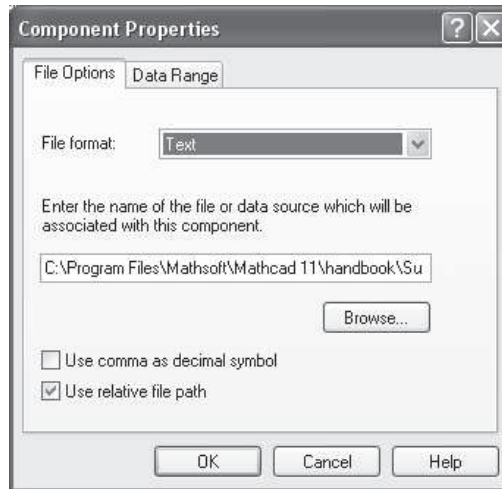 Component Properties
File Options Data Range
File format: Text
Enter the name of the file or data source which will be
associated with this component.
C:\Program Files\Mathsoft\Mathcad 11\handbook\Su
Browse...
Use comma as decimal symbol
Use relative file path
OK Cancel Help